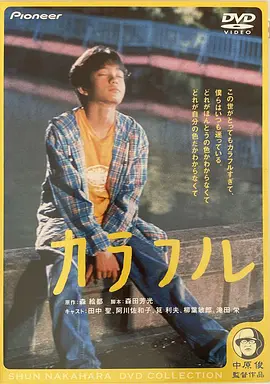 Pioneer
DVD
VIDEO
この世がとってもカラフルすぎて、
僕らはいつも迷っている。
どれがほんとうの色かわからなくて
どれが自分の色だかわからなくて
カラフル
原作：森 絵都 脚本：森田芳光
キャスト：田中 聖、阿川佐和子、筧 利夫、柳葉敏郎、滝田 栄
中原俊
監督作品
SHUN NAKAHARA DVD COLLECTION